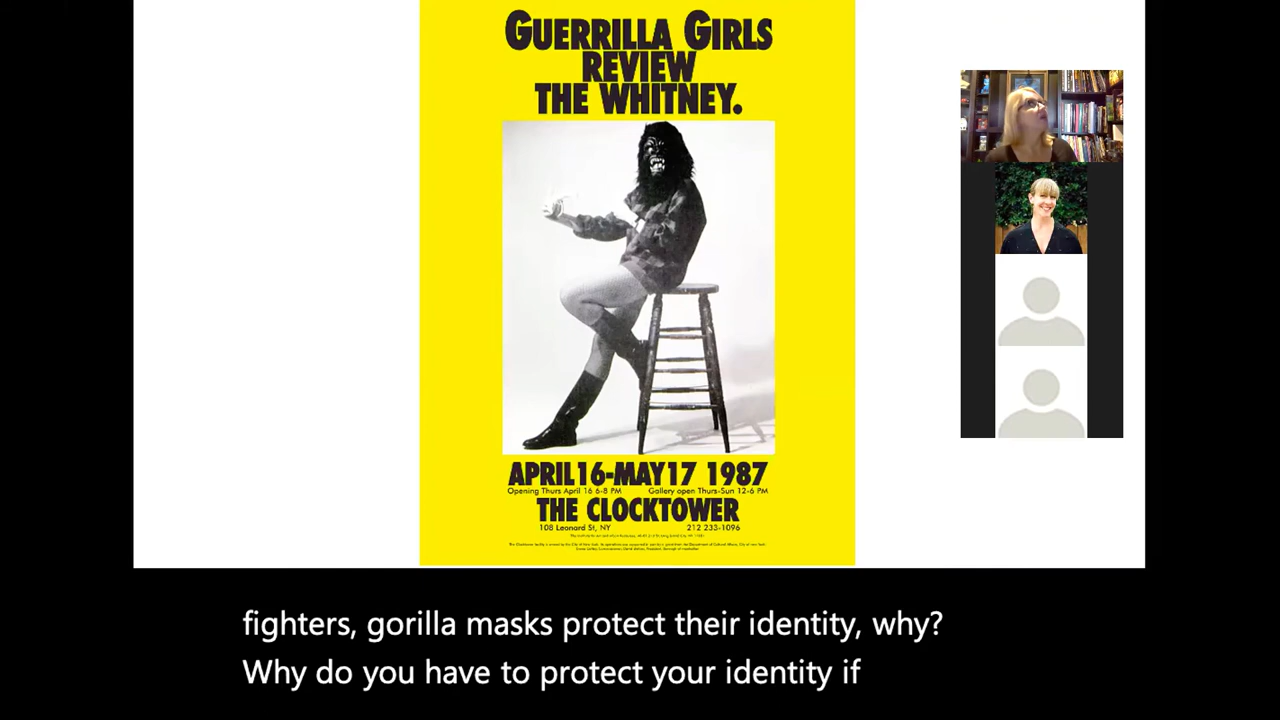 GUERRILLA GIRLS
REVIEW
THE WHITNEY.
APRIL 16-MAY 17 1987
Opening Thurs April 16 6-8 PM Gallery open Thurs-Sun 12-6 PM
THE CLOCKTOWER
108 Leonard St, NY 212 233-1096
fighters, gorilla masks protect their identity, why?
Why do you have to protect your identity if